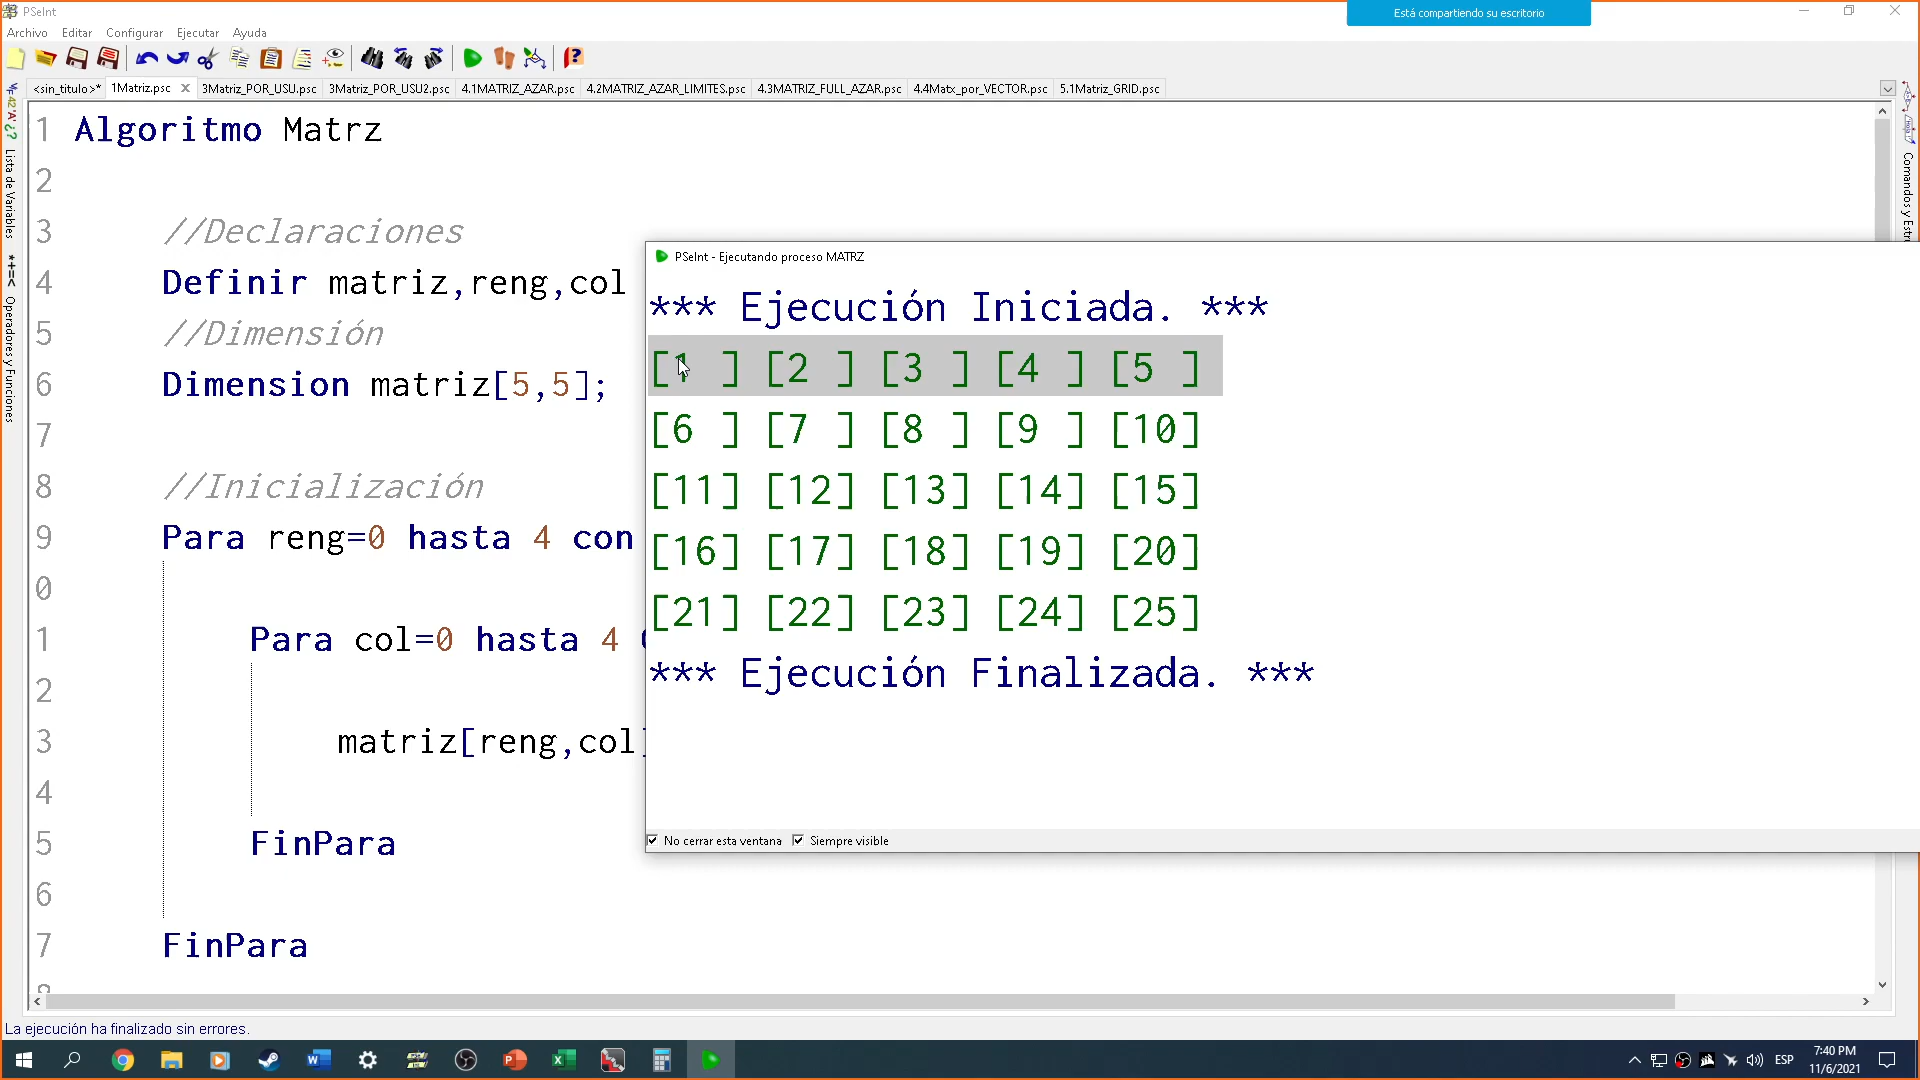 PSeInt
Está compartiendo su escritorio
Archivo Editar Configurar Ejecutar Ayuda
<sin_titulo>* 1Matriz.psc 3Matriz_POR_USU.psc 3Matriz_POR_USU2.psc 4.1MATRIZ_AZAR.psc 4.2MATRIZ_AZAR_LIMITES.psc 4.3MATRIZ_FULL_AZAR.psc 4.4Matx_por_VECTOR.psc 5.1Matriz_GRID.psc
Lista de Variables
*+=< Operadores y Funciones
1 Algoritmo Matrz
2
3 //Declaraciones
4 Definir matriz,reng,col
5 //Dimensión
6 Dimension matriz[5,5];
7
8 //Inicialización
9 Para reng=0 hasta 4 con
0
1 Para col=0 hasta 4
2
3 matriz[reng,col]
4
5 FinPara
6
7 FinPara
PSeInt - Ejecutando proceso MATRZ
*** Ejecución Iniciada. ***
[1 ] [2 ] [3 ] [4 ] [5 ]
[6 ] [7 ] [8 ] [9 ] [10]
[11] [12] [13] [14] [15]
[16] [17] [18] [19] [20]
[21] [22] [23] [24] [25]
*** Ejecución Finalizada. ***
No cerrar esta ventana Siempre visible
Comandos y Estr
La ejecución ha finalizado sin errores.
ESP
7:40 PM
11/6/2021